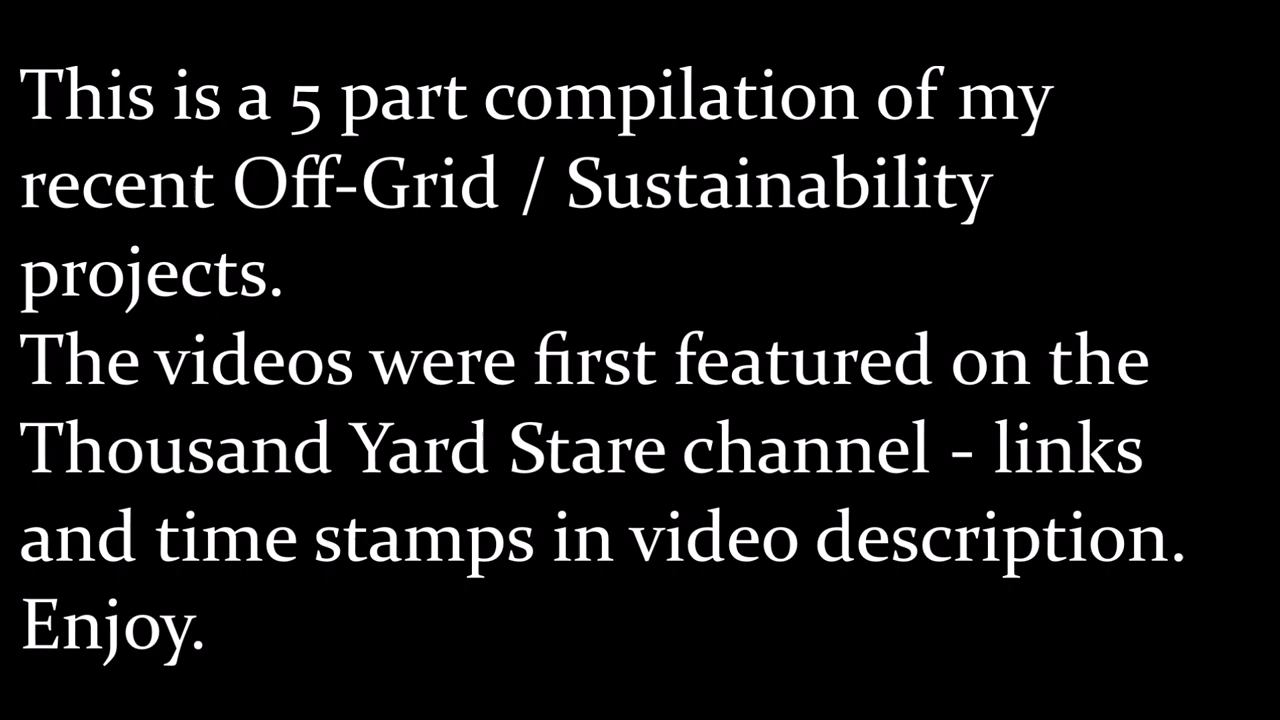 This is a 5 part compilation of my
recent Off-Grid / Sustainability
projects.
The videos were first featured on the
Thousand Yard Stare channel - links
and time stamps in video description.
Enjoy.